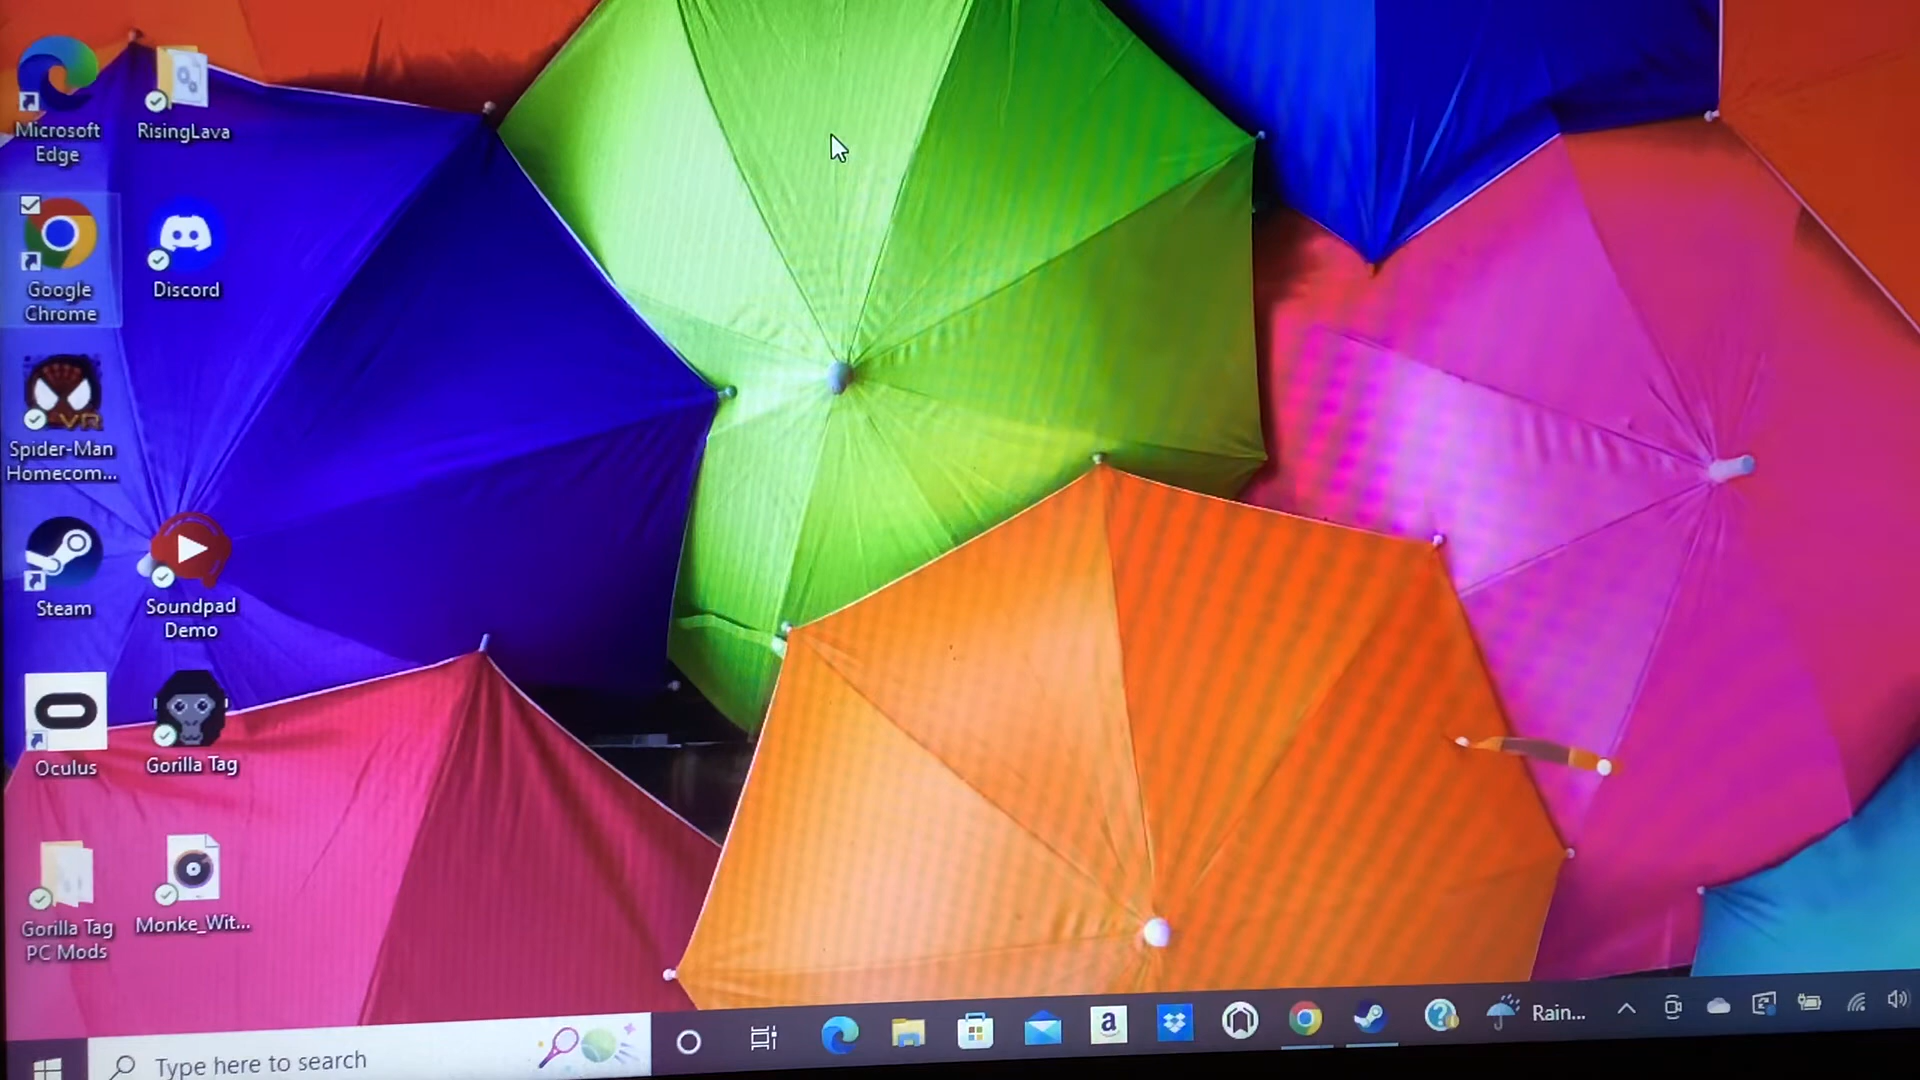 Microsoft
Edge
RisingLava
Google
Chrome
Discord
VR
Spider-Man
Homecom...
Steam
Soundpad
Demo
Oculus
Gorilla Tag
Gorilla Tag
PC Mods
Monke_Wit...
Type here to search
a
Rain...